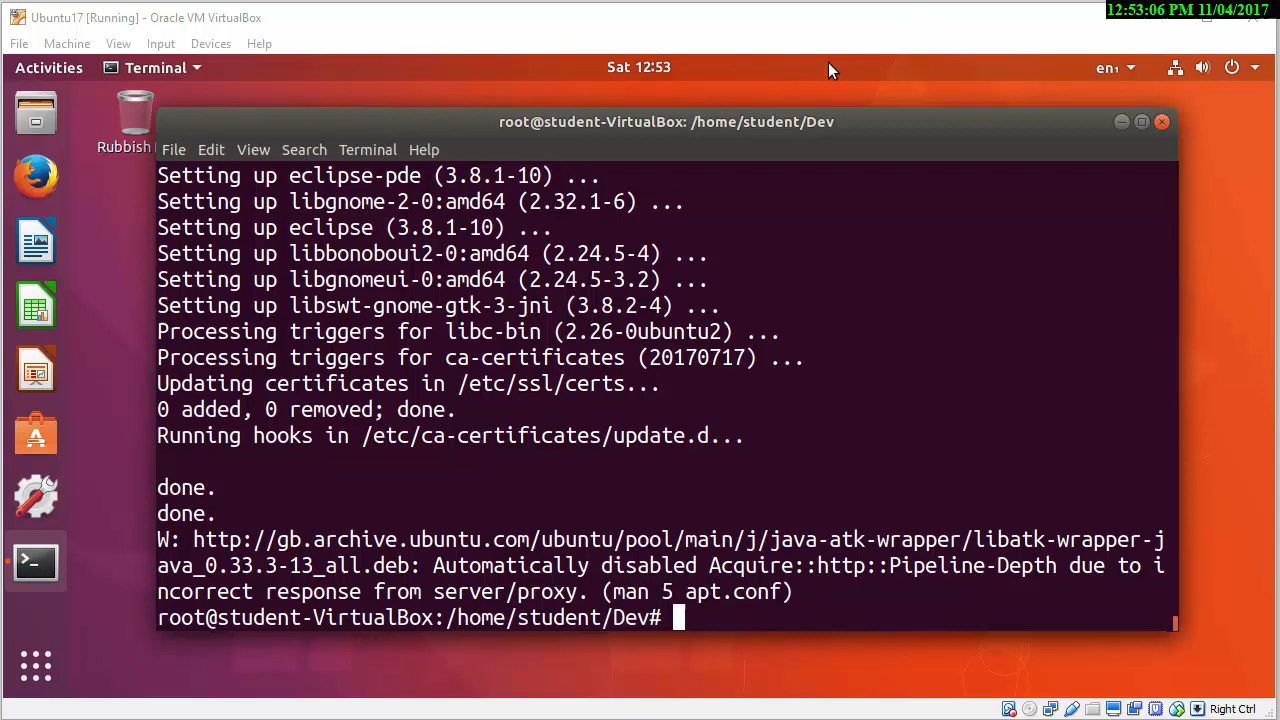 Ubuntu17 [Running] - Oracle VM VirtualBox
12:53:06 PM 11/04/2017
File Machine View Input Devices Help
Activities Terminal Sat 12:53 en₁
Rubbish
root@student-VirtualBox: /home/student/Dev
File Edit View Search Terminal Help
Setting up eclipse-pde (3.8.1-10) ...
Setting up libgnome-2-0:amd64 (2.32.1-6) ...
Setting up eclipse (3.8.1-10) ...
Setting up libbonoboui2-0:amd64 (2.24.5-4) ...
Setting up libgnomeui-0:amd64 (2.24.5-3.2) ...
Setting up libswt-gnome-gtk-3-jni (3.8.2-4) ...
Processing triggers for libc-bin (2.26-0ubuntu2) ...
Processing triggers for ca-certificates (20170717) ...
Updating certificates in /etc/ssl/certs...
0 added, 0 removed; done.
Running hooks in /etc/ca-certificates/update.d...
done.
done.
W: http://gb.archive.ubuntu.com/ubuntu/pool/main/j/java-atk-wrapper/libatk-wrapper-j
ava_0.33.3-13_all.deb: Automatically disabled Acquire::http::Pipeline-Depth due to i
ncorrect response from server/proxy. (man 5 apt.conf)
root@student-VirtualBox:/home/student/Dev#
Right Ctrl